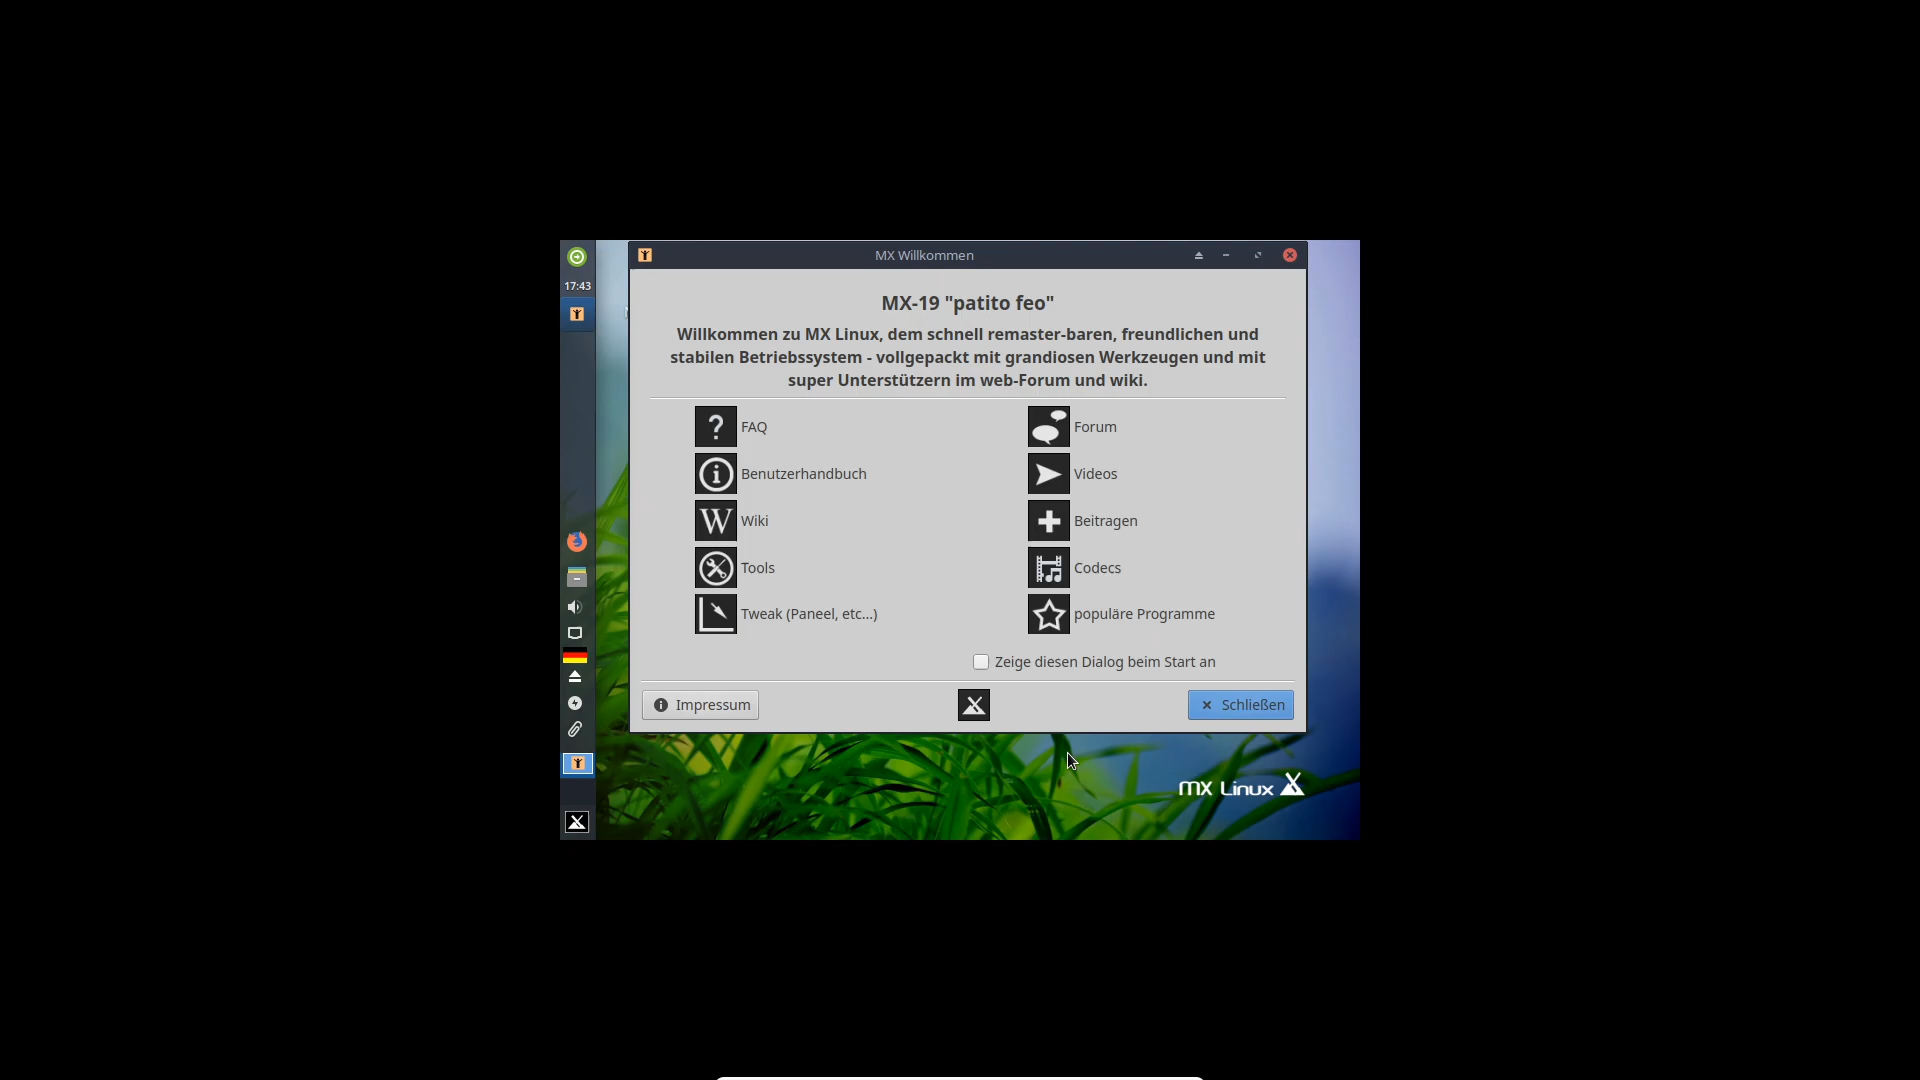 MX Willkommen
17:43
MX-19 "patito feo"
Willkommen zu MX Linux, dem schnell remaster-baren, freundlichen und
stabilen Betriebssystem - vollgepackt mit grandiosen Werkzeugen und mit
super Unterstützern im web-Forum und wiki.
FAQ
Forum
Benutzerhandbuch
Videos
Wiki
Beitragen
Tools
Codecs
Tweak (Paneel, etc...)
populäre Programme
Zeige diesen Dialog beim Start an
Impressum
Schließen
MX Linux